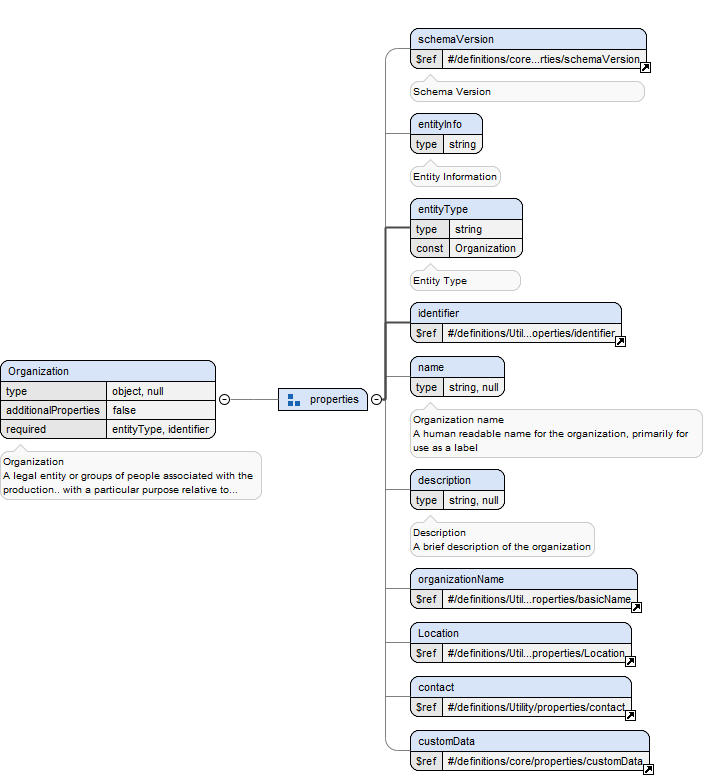 schemaVersion
$ref #/definitions/core...rties/schemaVersion
Schema Version
entityInfo
type string
Entity Information
entityType
type string
const Organization
Entity Type
identifier
$ref #/definitions/Util...operties/identifier
Organization
type object, null
additionalProperties false
required entityType, identifier
Organization
A legal entity or groups of people associated with the
production.. with a particular purpose relative to...
properties
name
type string, null
Organization name
A human readable name for the organization, primarily for
use as a label
description
type string, null
Description
A brief description of the organization
organizationName
$ref #/definitions/Util...roperties/basicName
Location
$ref #/definitions/Util...properties/Location
contact
$ref #/definitions/Utility/properties/contact
customData
$ref #/definitions/core/properties/customData